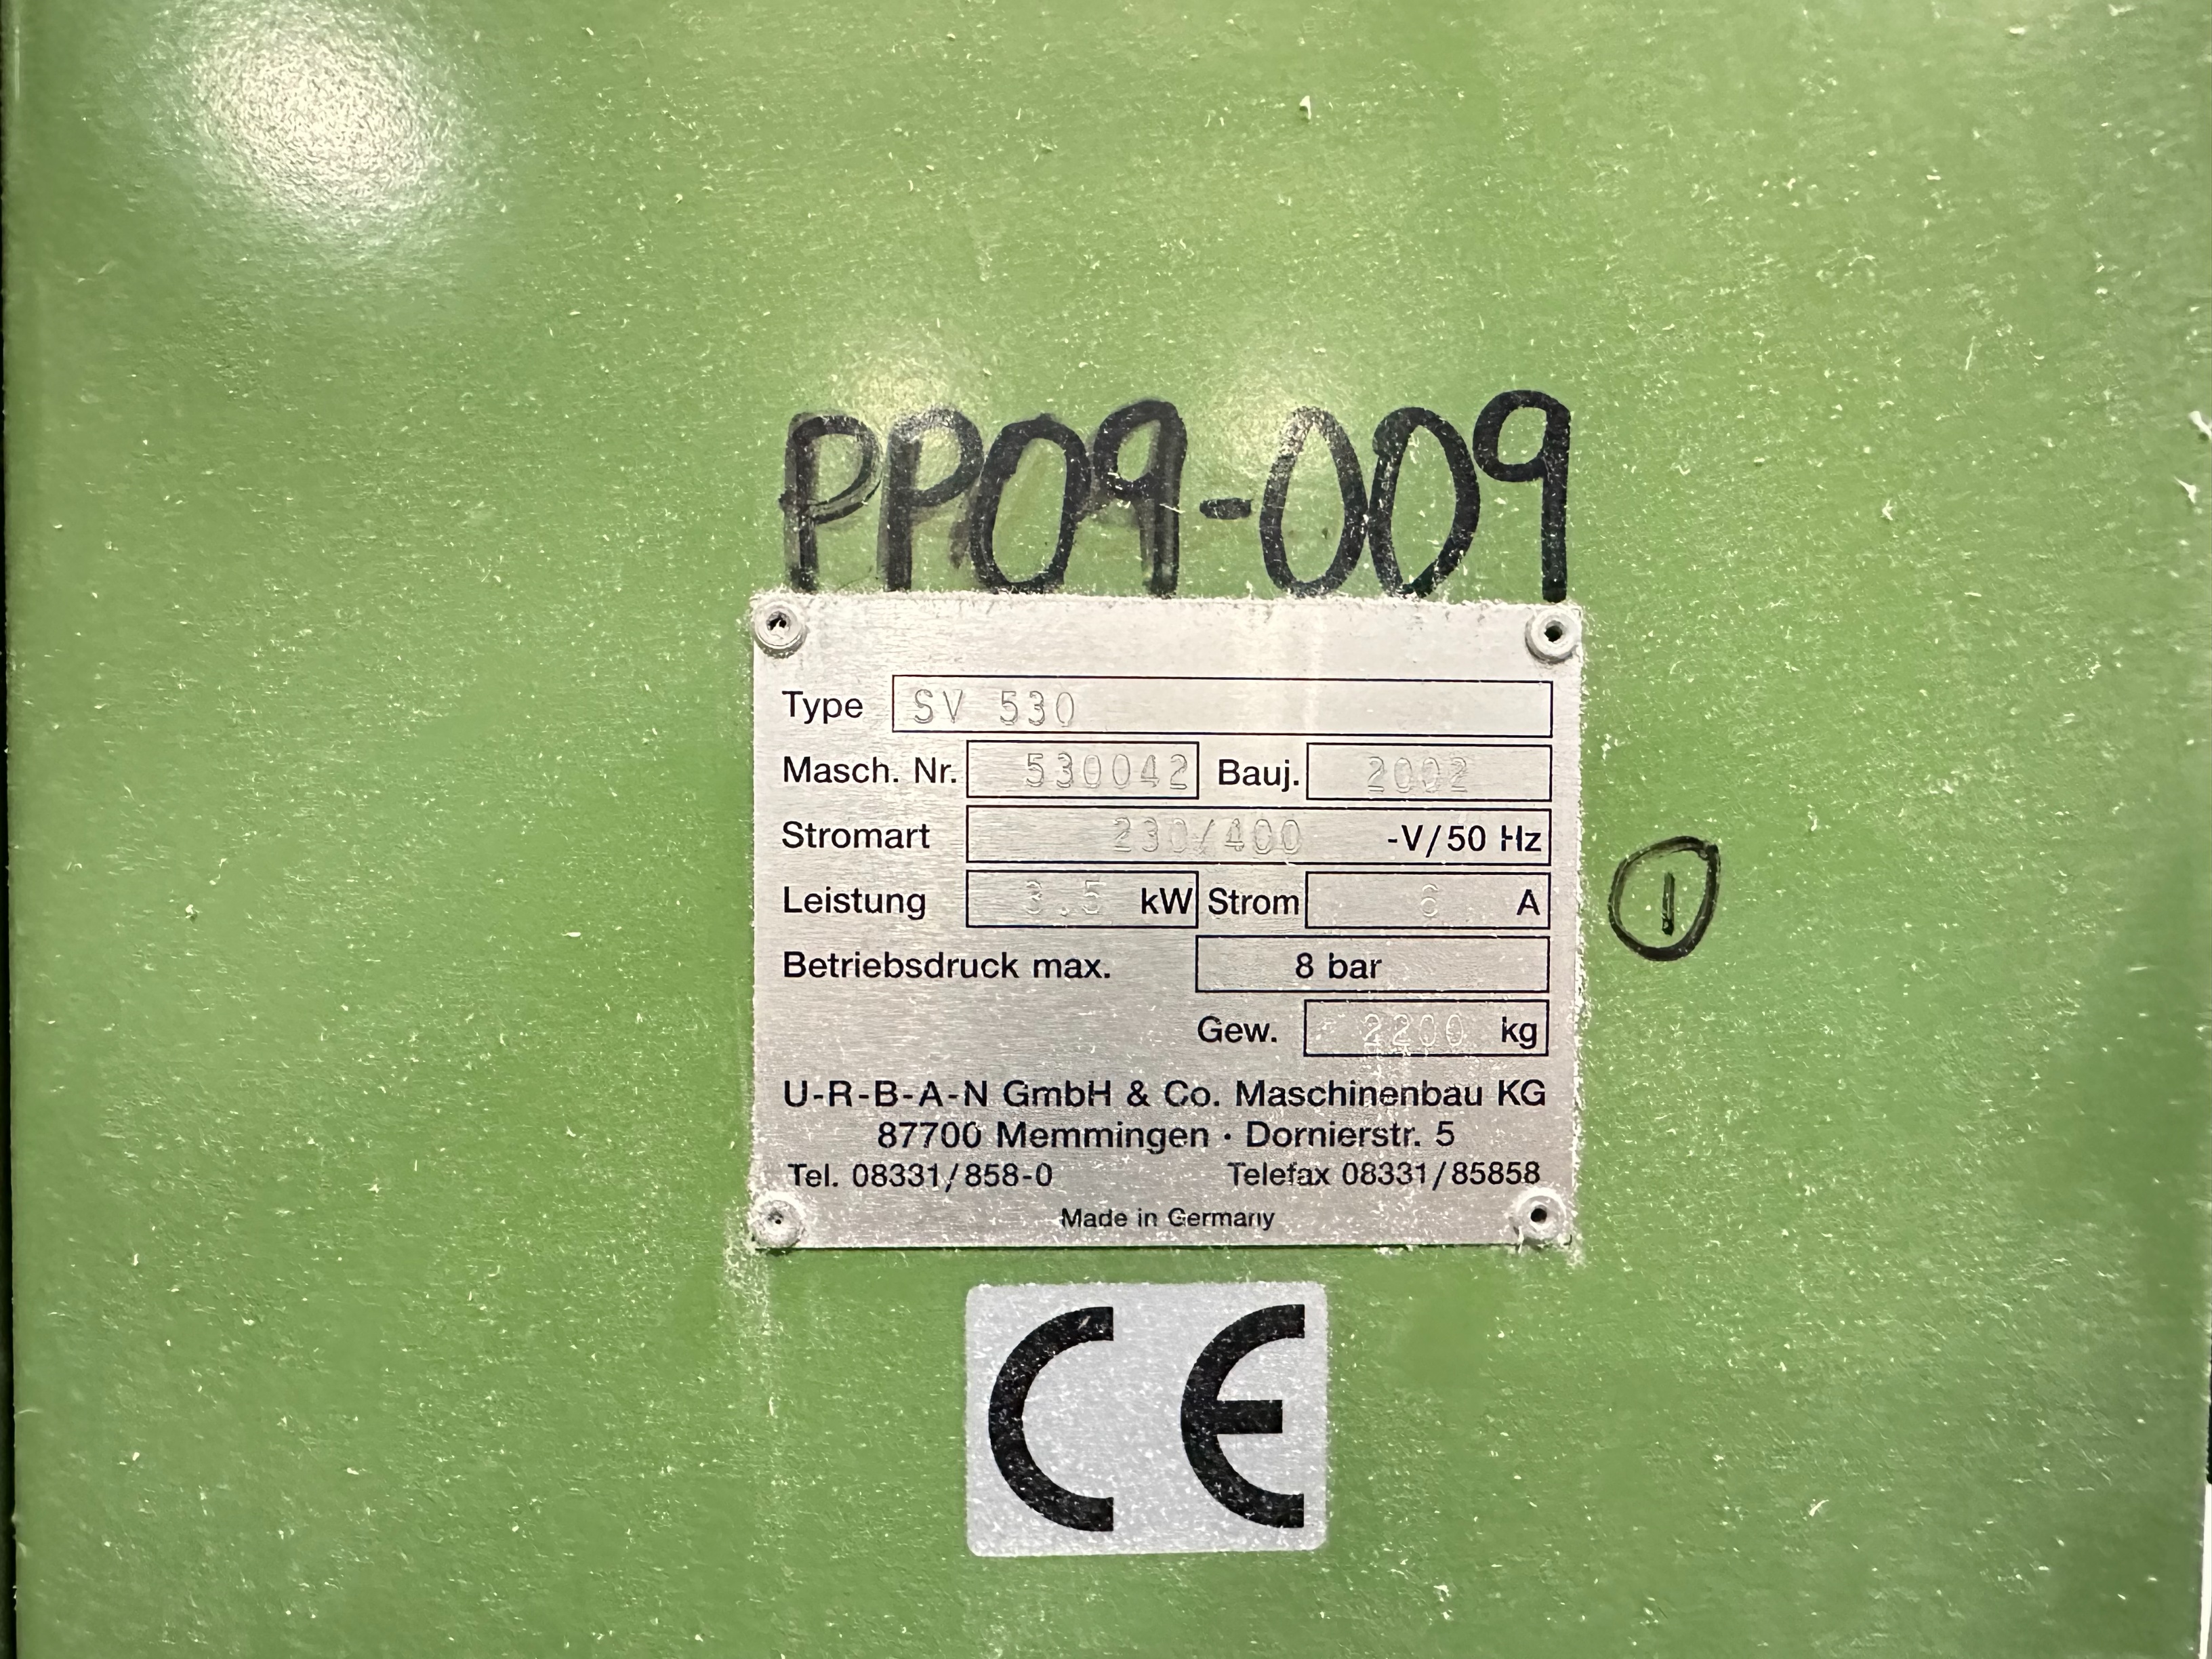 PP09-009
Type SV 530
Masch. Nr. 530042 Bauj. 2002
Stromart 230/400 -V/50 Hz
Leistung 3.5 kW Strom 6 A
Betriebsdruck max. 8 bar
Gew. 2200 kg
U-R-B-A-N GmbH & Co. Maschinenbau KG
87700 Memmingen · Dornierstr. 5
Tel. 08331/858-0 Telefax 08331/85858
Made in Germany
1
CE